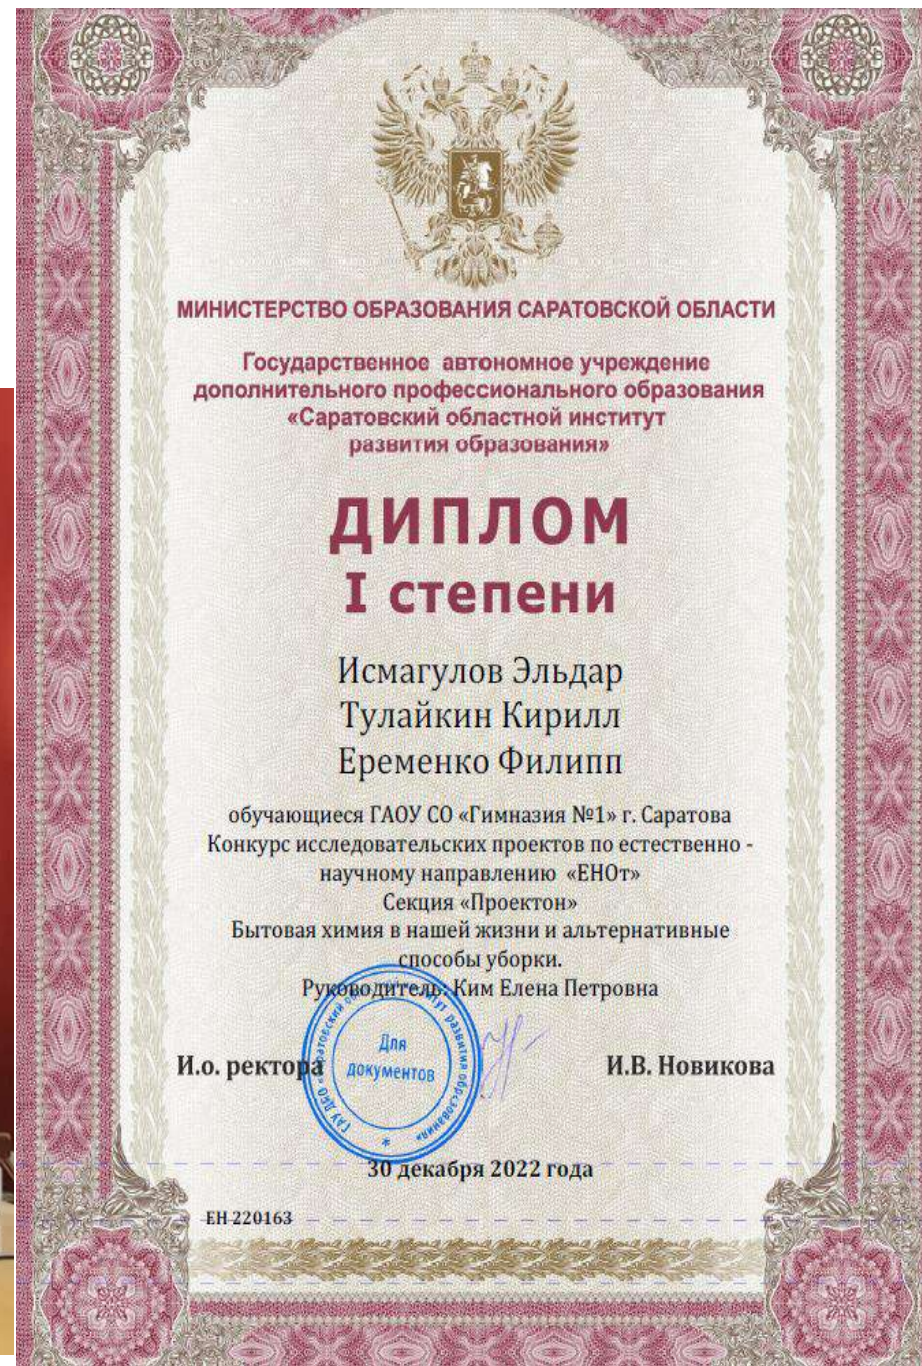 МИНИСТЕРСТВО ОБРАЗОВАНИЯ САРАТОВСКОЙ ОБЛАСТИ
Государственное автономное учреждение
дополнительного профессионального образования
«Саратовский областной институт
развития образования»
ДИПЛОМ
I степени
Исмагулов Эльдар
Тулайкин Кирилл
Еременко Филипп
обучающиеся ГАОУ СО «Гимназия №1» г. Саратова
Конкурс исследовательских проектов по естественно -
научному направлению «ЕНОт»
Секция «Проектон»
Бытовая химия в нашей жизни и альтернативные
способы уборки.
Руководитель: Ким Елена Петровна
И.о. ректора
И.В. Новикова
Для
документов
30 декабря 2022 года
ЕН 220163